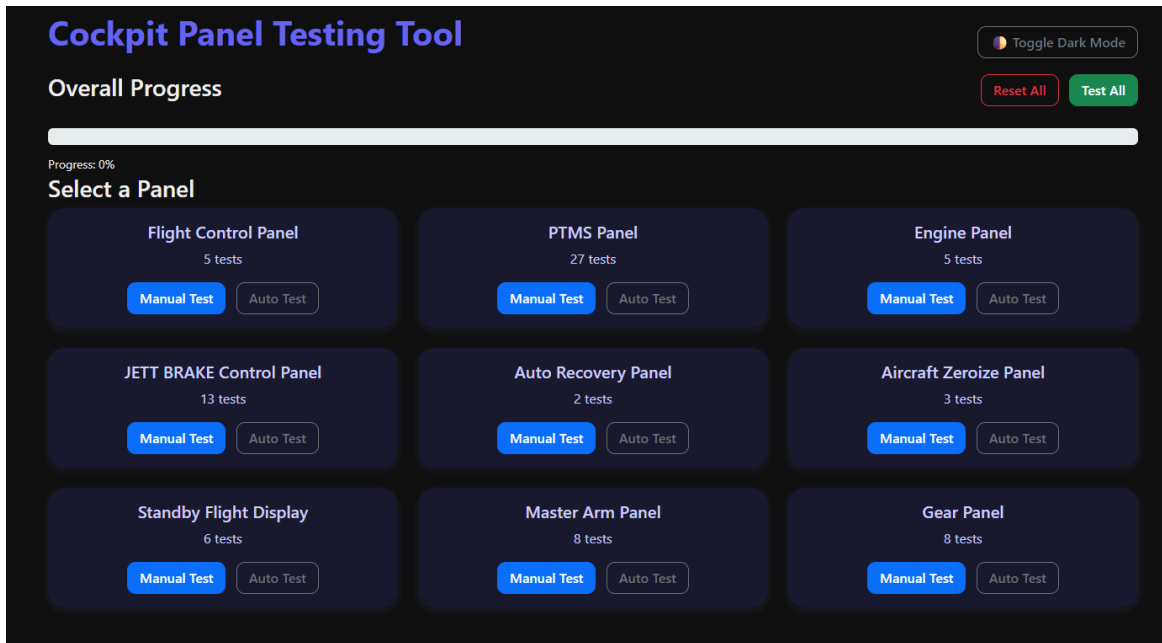 Cockpit Panel Testing Tool
Toggle Dark Mode
Overall Progress
Reset All Test All
Progress: 0%
Select a Panel
Flight Control Panel PTMS Panel Engine Panel
5 tests 27 tests 5 tests
Manual Test Auto Test Manual Test Auto Test Manual Test Auto Test
JETT BRAKE Control Panel Auto Recovery Panel Aircraft Zeroize Panel
13 tests 2 tests 3 tests
Manual Test Auto Test Manual Test Auto Test Manual Test Auto Test
Standby Flight Display Master Arm Panel Gear Panel
6 tests 8 tests 8 tests
Manual Test Auto Test Manual Test Auto Test Manual Test Auto Test